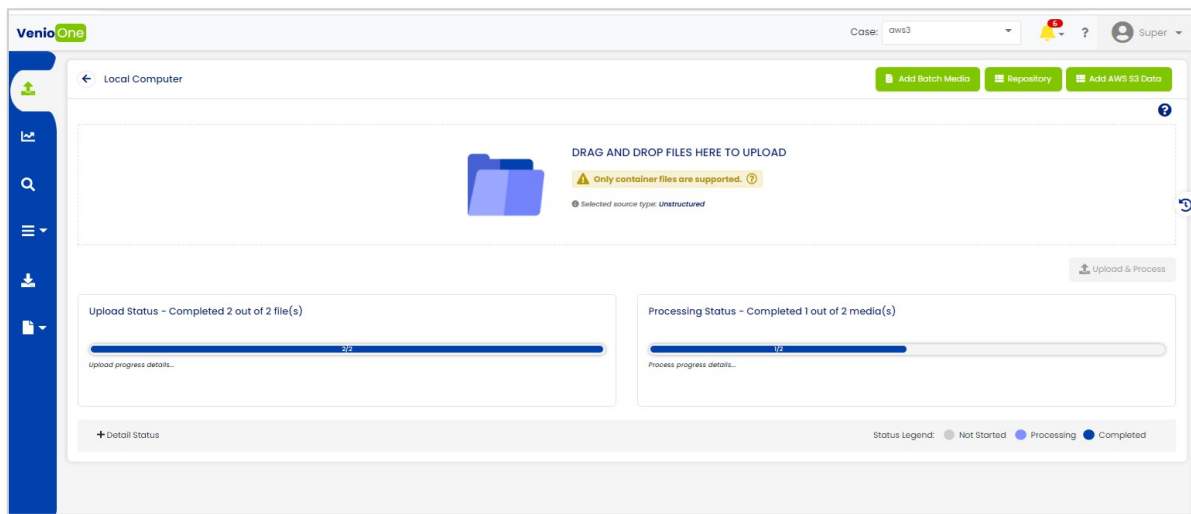 VenioOne
Case: aws3
6
?
Super
Local Computer
Add Batch Media
Repository
Add AWS S3 Data
?
DRAG AND DROP FILES HERE TO UPLOAD
Only container files are supported. ?
Selected source type: Unstructured
Upload & Process
Upload Status - Completed 2 out of 2 file(s)
2/2
Upload progress details...
Processing Status - Completed 1 out of 2 media(s)
1/2
Process progress details...
+ Detail Status
Status Legend: Not Started Processing Completed